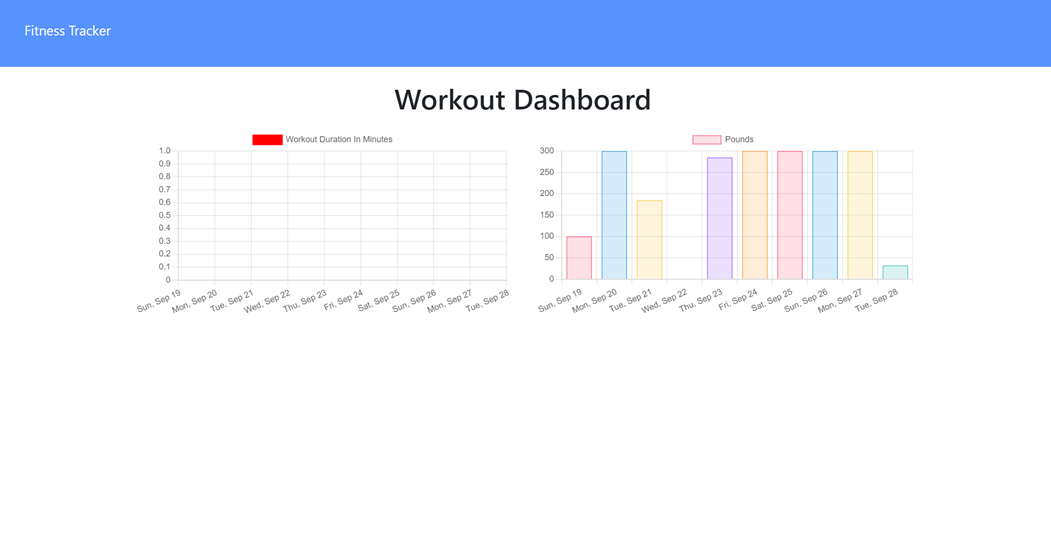 Fitness Tracker
Workout Dashboard
Workout Duration In Minutes
1.0
0.9
0.8
0.7
0.6
0.5
0.4
0.3
0.2
0.1
0
Sun, Sep 19
Mon, Sep 20
Tue, Sep 21
Wed, Sep 22
Thu, Sep 23
Fri, Sep 24
Sat, Sep 25
Sun, Sep 26
Mon, Sep 27
Tue, Sep 28
Pounds
300
250
200
150
100
50
0
Sun, Sep 19
Mon, Sep 20
Tue, Sep 21
Wed, Sep 22
Thu, Sep 23
Fri, Sep 24
Sat, Sep 25
Sun, Sep 26
Mon, Sep 27
Tue, Sep 28